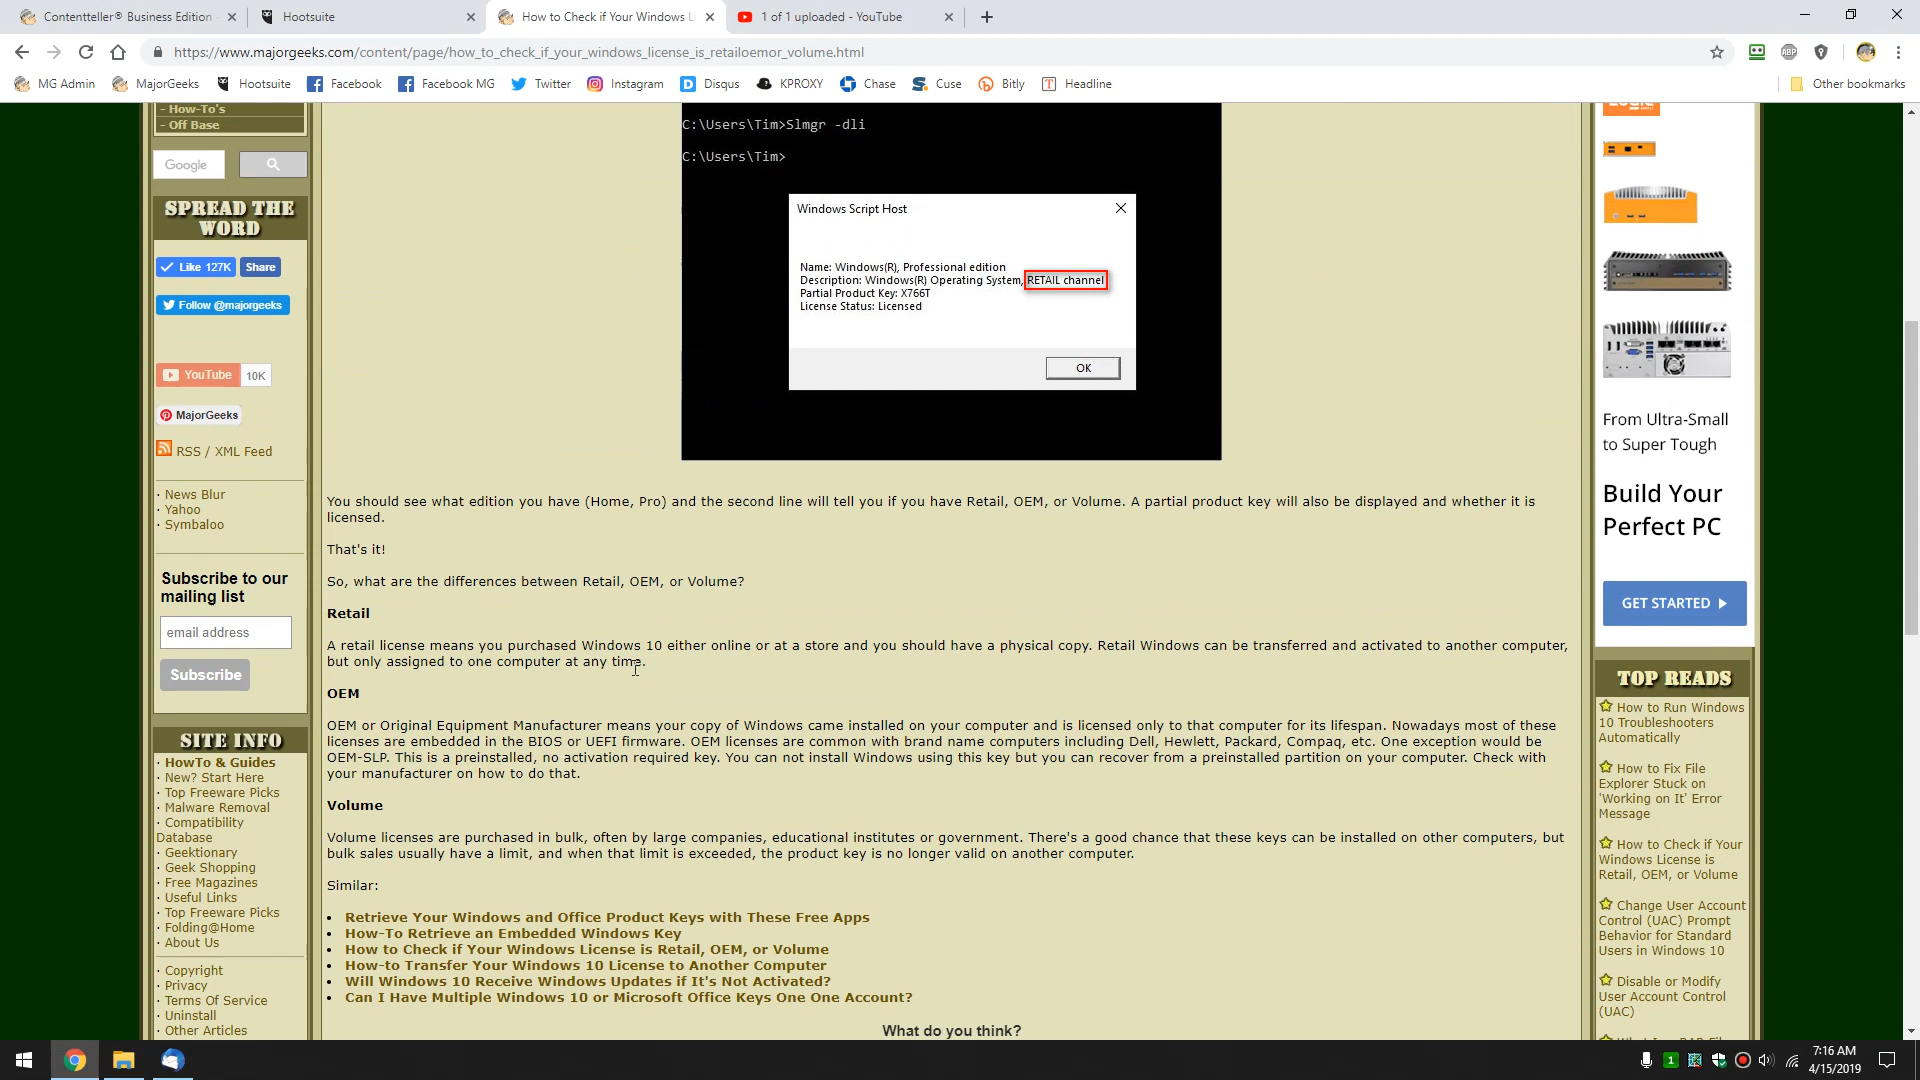 Contentteller® Business Edition
Hootsuite
How to Check if Your Windows Li
1 of 1 uploaded - YouTube
https://www.majorgeeks.com/content/page/how_to_check_if_your_windows_license_is_retailoemor_volume.html
ABP
MG Admin
MajorGeeks
Hootsuite
Facebook
Facebook MG
Twitter
Instagram
Disqus
KPROXY
Chase
Cuse
Bitly
Headline
Other bookmarks
- How-To's
- Off Base
Google
SPREAD THE
WORD
Like 127K
Share
Follow @majorgeeks
YouTube
10K
MajorGeeks
RSS / XML Feed
· News Blur
· Yahoo
· Symbaloo
Subscribe to our
mailing list
email address
Subscribe
SITE INFO
· HowTo & Guides
· New? Start Here
· Top Freeware Picks
· Malware Removal
· Compatibility
Database
· Geektionary
· Geek Shopping
· Free Magazines
· Useful Links
· Top Freeware Picks
· Folding@Home
· About Us
· Copyright
· Privacy
· Terms Of Service
· Uninstall
· Other Articles
C:\Users\Tim>Slmgr -dli
C:\Users\Tim>
Windows Script Host
Name: Windows(R), Professional edition
Description: Windows(R) Operating System, RETAIL channel
Partial Product Key: X766T
License Status: Licensed
OK
You should see what edition you have (Home, Pro) and the second line will tell you if you have Retail, OEM, or Volume. A partial product key will also be displayed and whether it is
licensed.
That's it!
So, what are the differences between Retail, OEM, or Volume?
Retail
A retail license means you purchased Windows 10 either online or at a store and you should have a physical copy. Retail Windows can be transferred and activated to another computer,
but only assigned to one computer at any time.
OEM
OEM or Original Equipment Manufacturer means your copy of Windows came installed on your computer and is licensed only to that computer for its lifespan. Nowadays most of these
licenses are embedded in the BIOS or UEFI firmware. OEM licenses are common with brand name computers including Dell, Hewlett, Packard, Compaq, etc. One exception would be
OEM-SLP. This is a preinstalled, no activation required key. You can not install Windows using this key but you can recover from a preinstalled partition on your computer. Check with
your manufacturer on how to do that.
Volume
Volume licenses are purchased in bulk, often by large companies, educational institutes or government. There's a good chance that these keys can be installed on other computers, but
bulk sales usually have a limit, and when that limit is exceeded, the product key is no longer valid on another computer.
Similar:
• Retrieve Your Windows and Office Product Keys with These Free Apps
• How-To Retrieve an Embedded Windows Key
• How to Check if Your Windows License is Retail, OEM, or Volume
• How-to Transfer Your Windows 10 License to Another Computer
• Will Windows 10 Receive Windows Updates if It's Not Activated?
• Can I Have Multiple Windows 10 or Microsoft Office Keys One One Account?
What do you think?
From Ultra-Small
to Super Tough
Build Your
Perfect PC
GET STARTED
TOP READS
How to Run Windows
10 Troubleshooters
Automatically
How to Fix File
Explorer Stuck on
'Working on It' Error
Message
How to Check if Your
Windows License is
Retail, OEM, or Volume
Change User Account
Control (UAC) Prompt
Behavior for Standard
Users in Windows 10
Disable or Modify
User Account Control
(UAC)
1
7:16 AM
4/15/2019